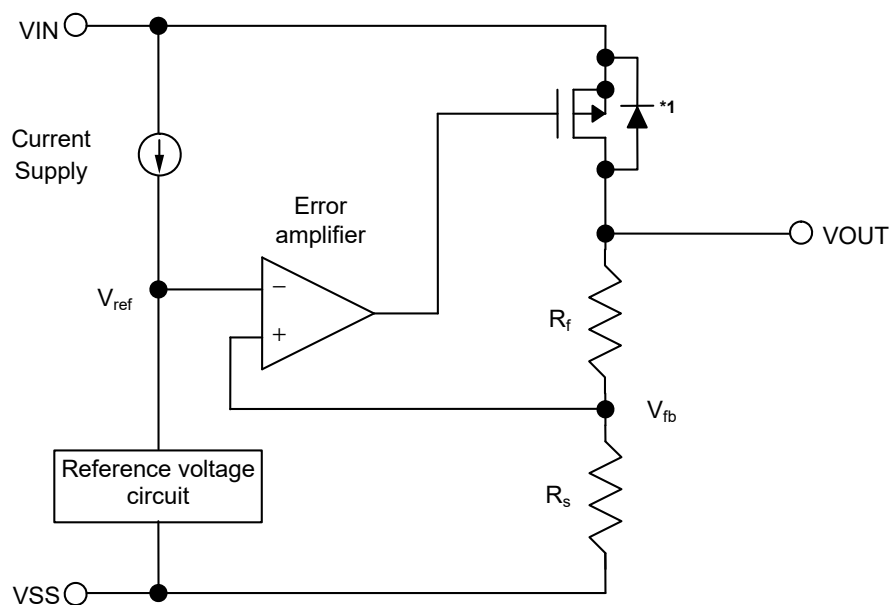 VIN
*1
Current
Supply
Error
amplifier
VOUT
−
Vref
+
Rf
Vfb
Reference voltage
circuit
Rs
VSS